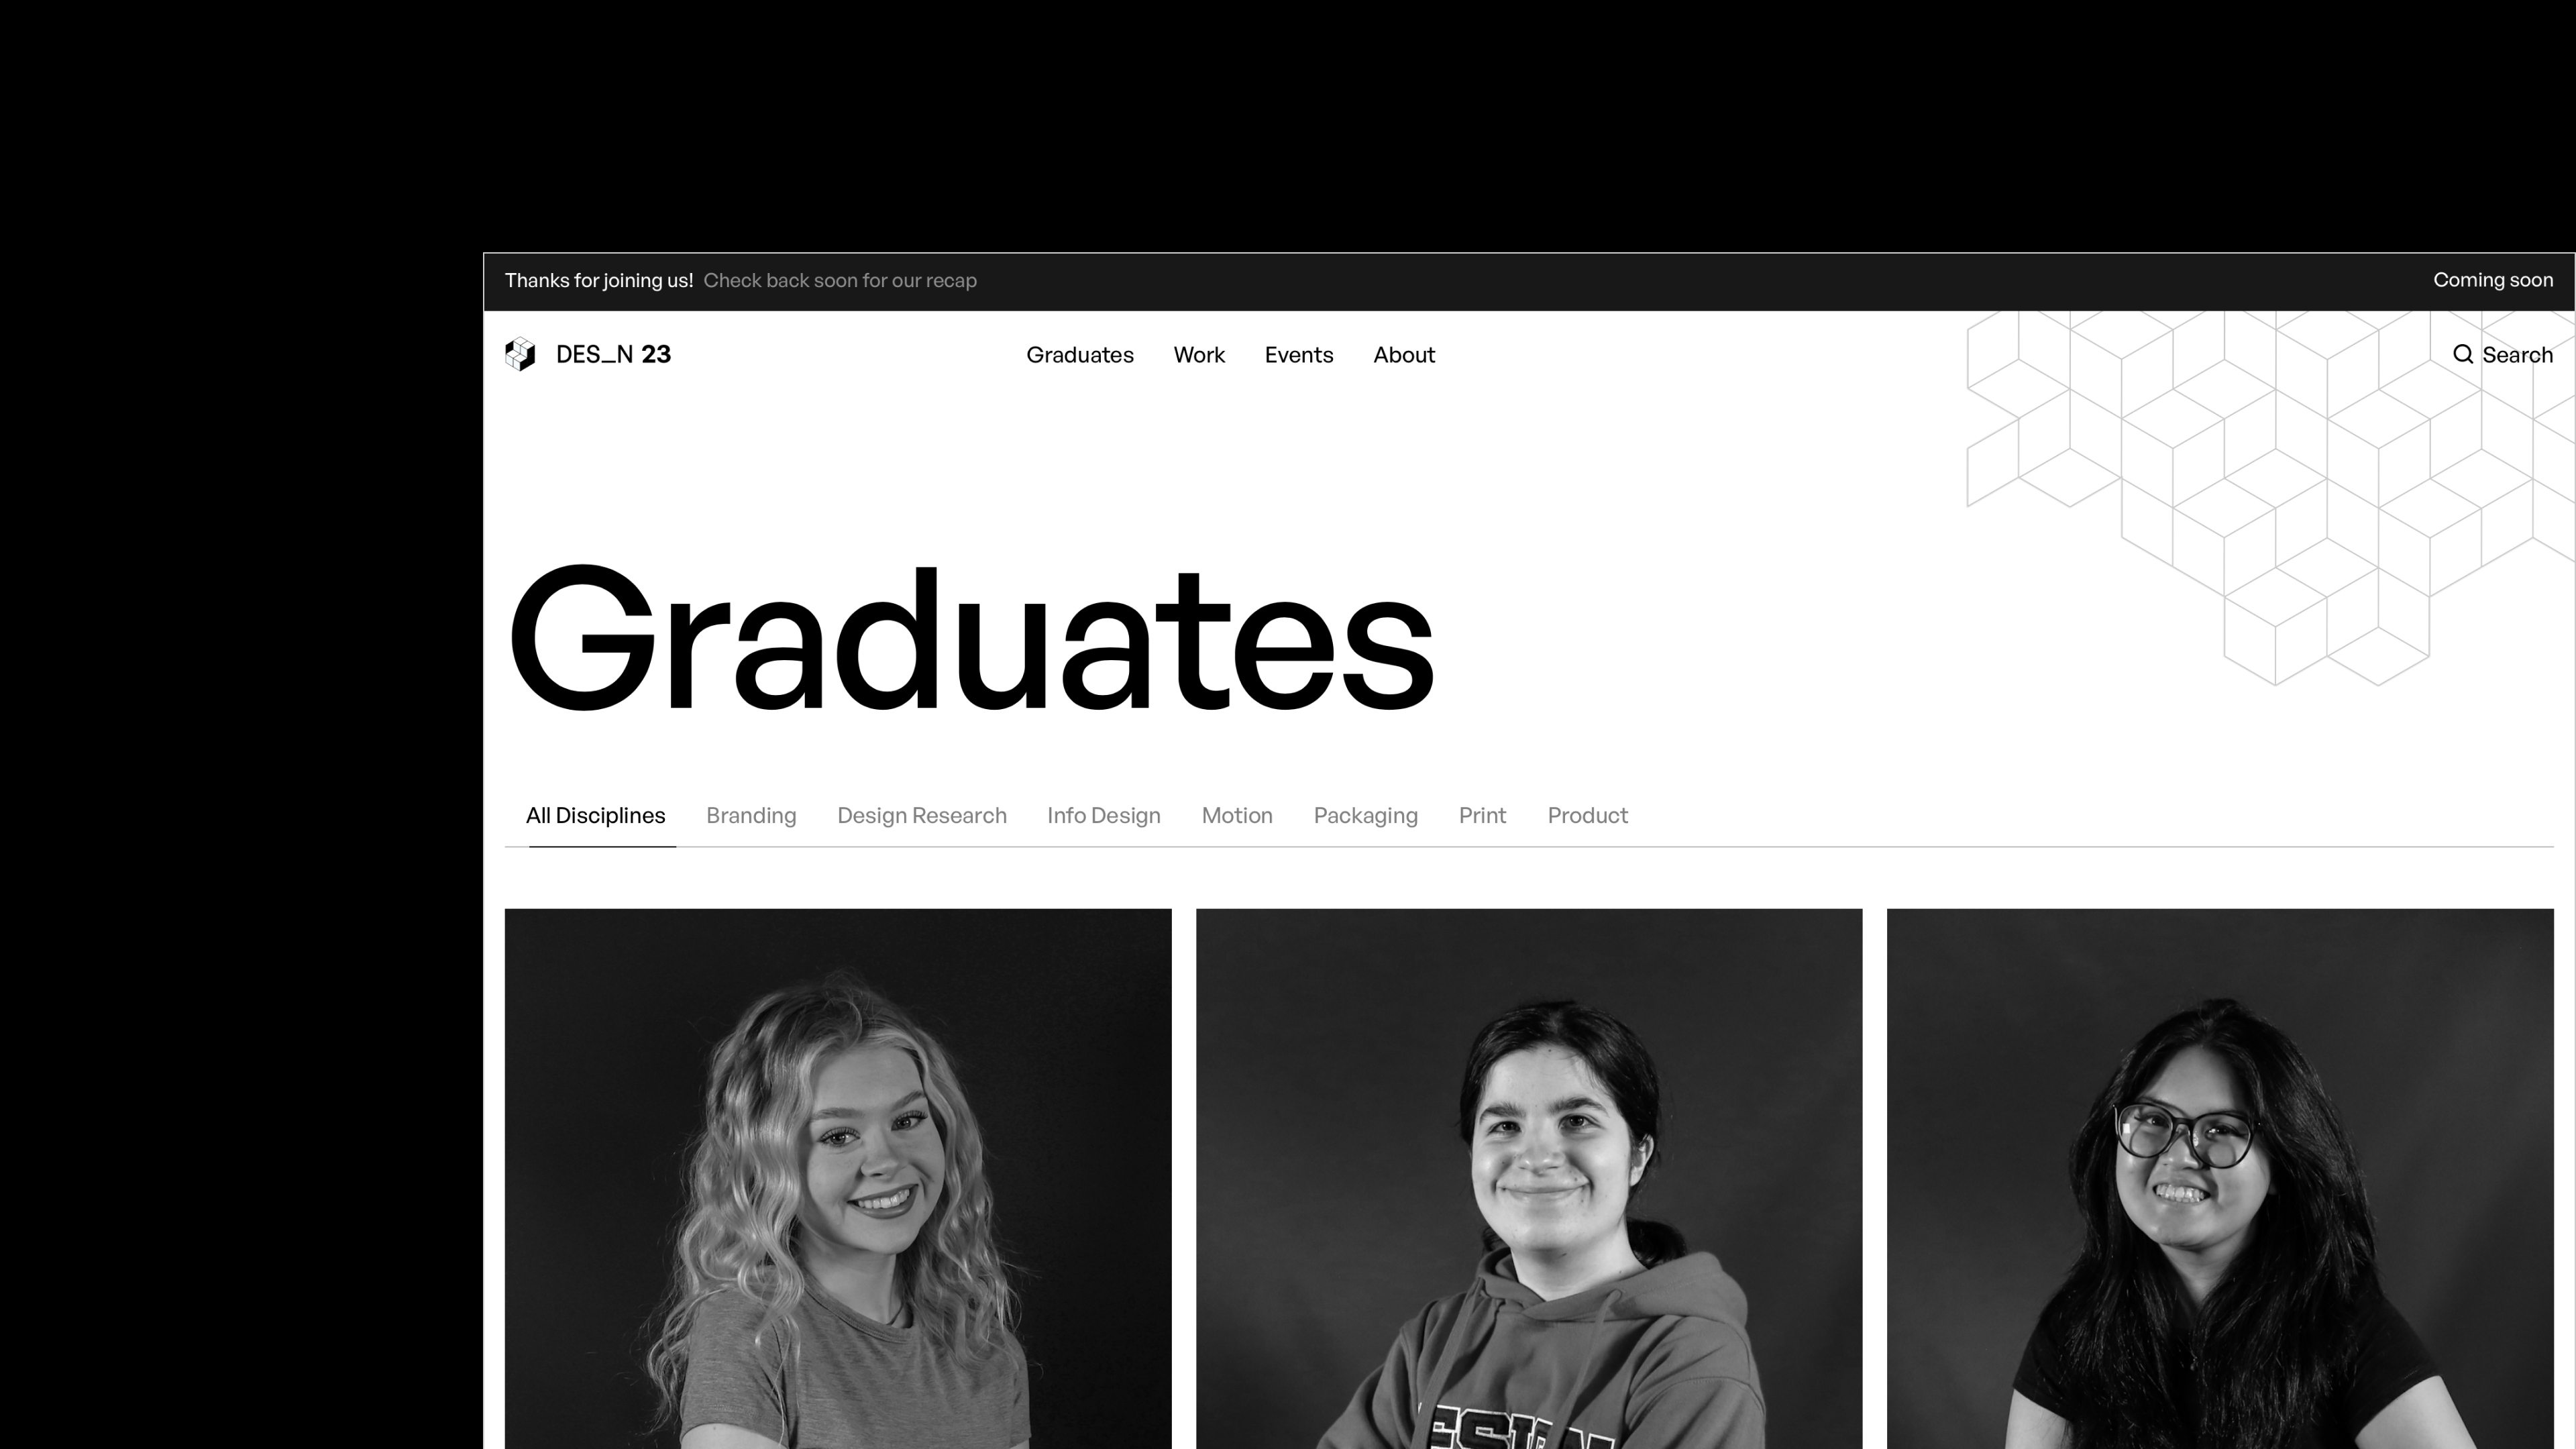 Thanks for joining us! Check back soon for our recap
Coming soon
DES_N 23
Graduates Work Events About
Search
Graduates
All Disciplines Branding Design Research Info Design Motion Packaging Print Product